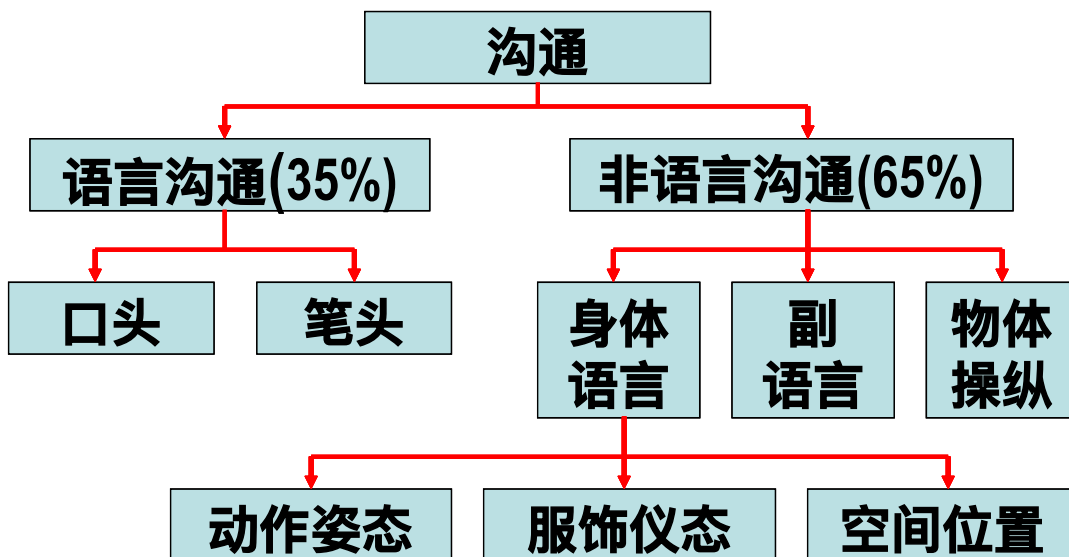 沟通
语言沟通(35%)
非语言沟通(65%)
口头
笔头
身体
语言
副
语言
物体
操纵
动作姿态
服饰仪态
空间位置